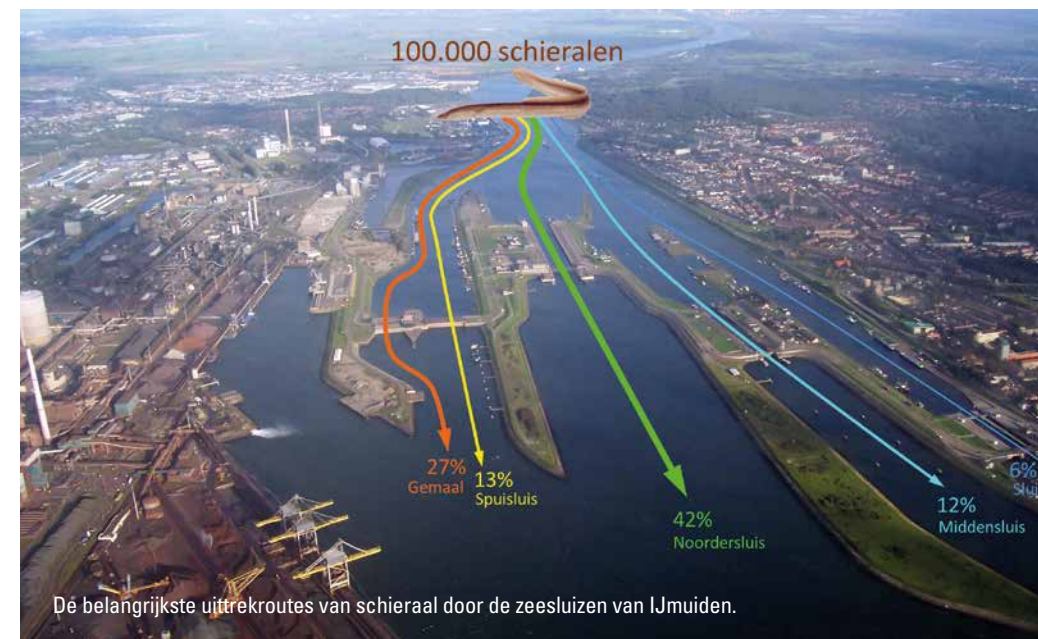 100.000 schieralen
27%
Gemaal
13%
Spuisluis
42%
Noordersluis
12%
Middensluis
6%
De belangrijkste uittrekroutes van schieraal door de zeesluizen van IJmuiden.